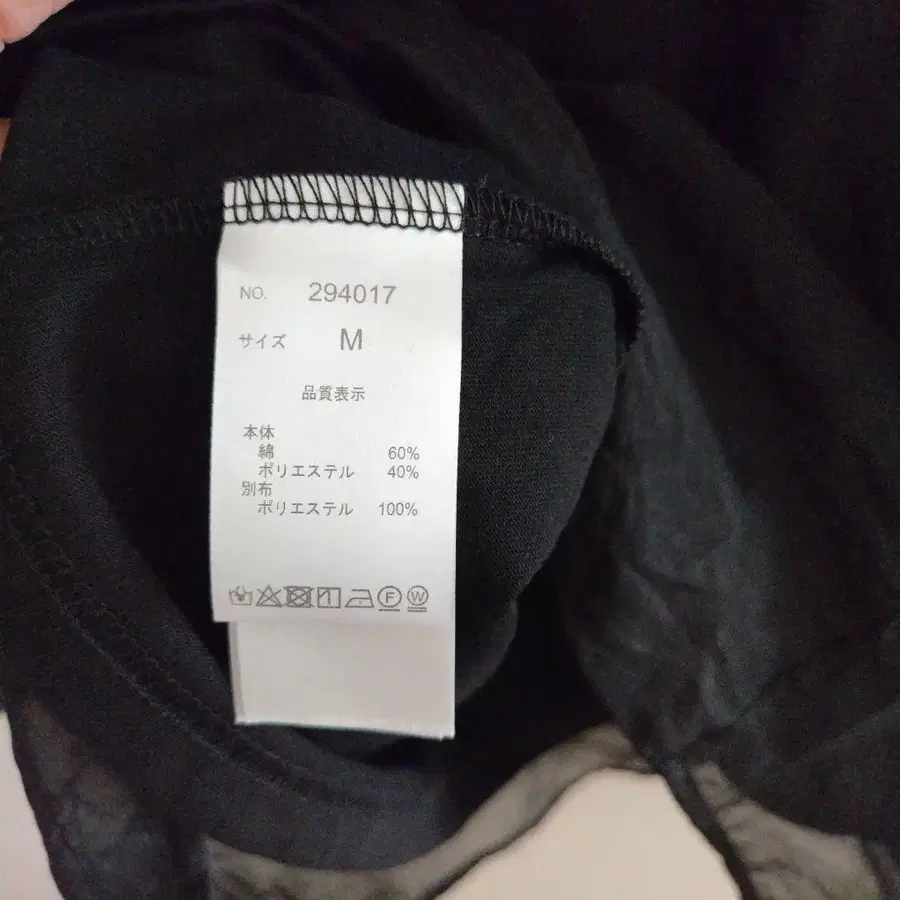 NO. 294017
サイズ M
品質表示
本体
綿 60%
ポリエステル 40%
別布
ポリエステル 100%
F W